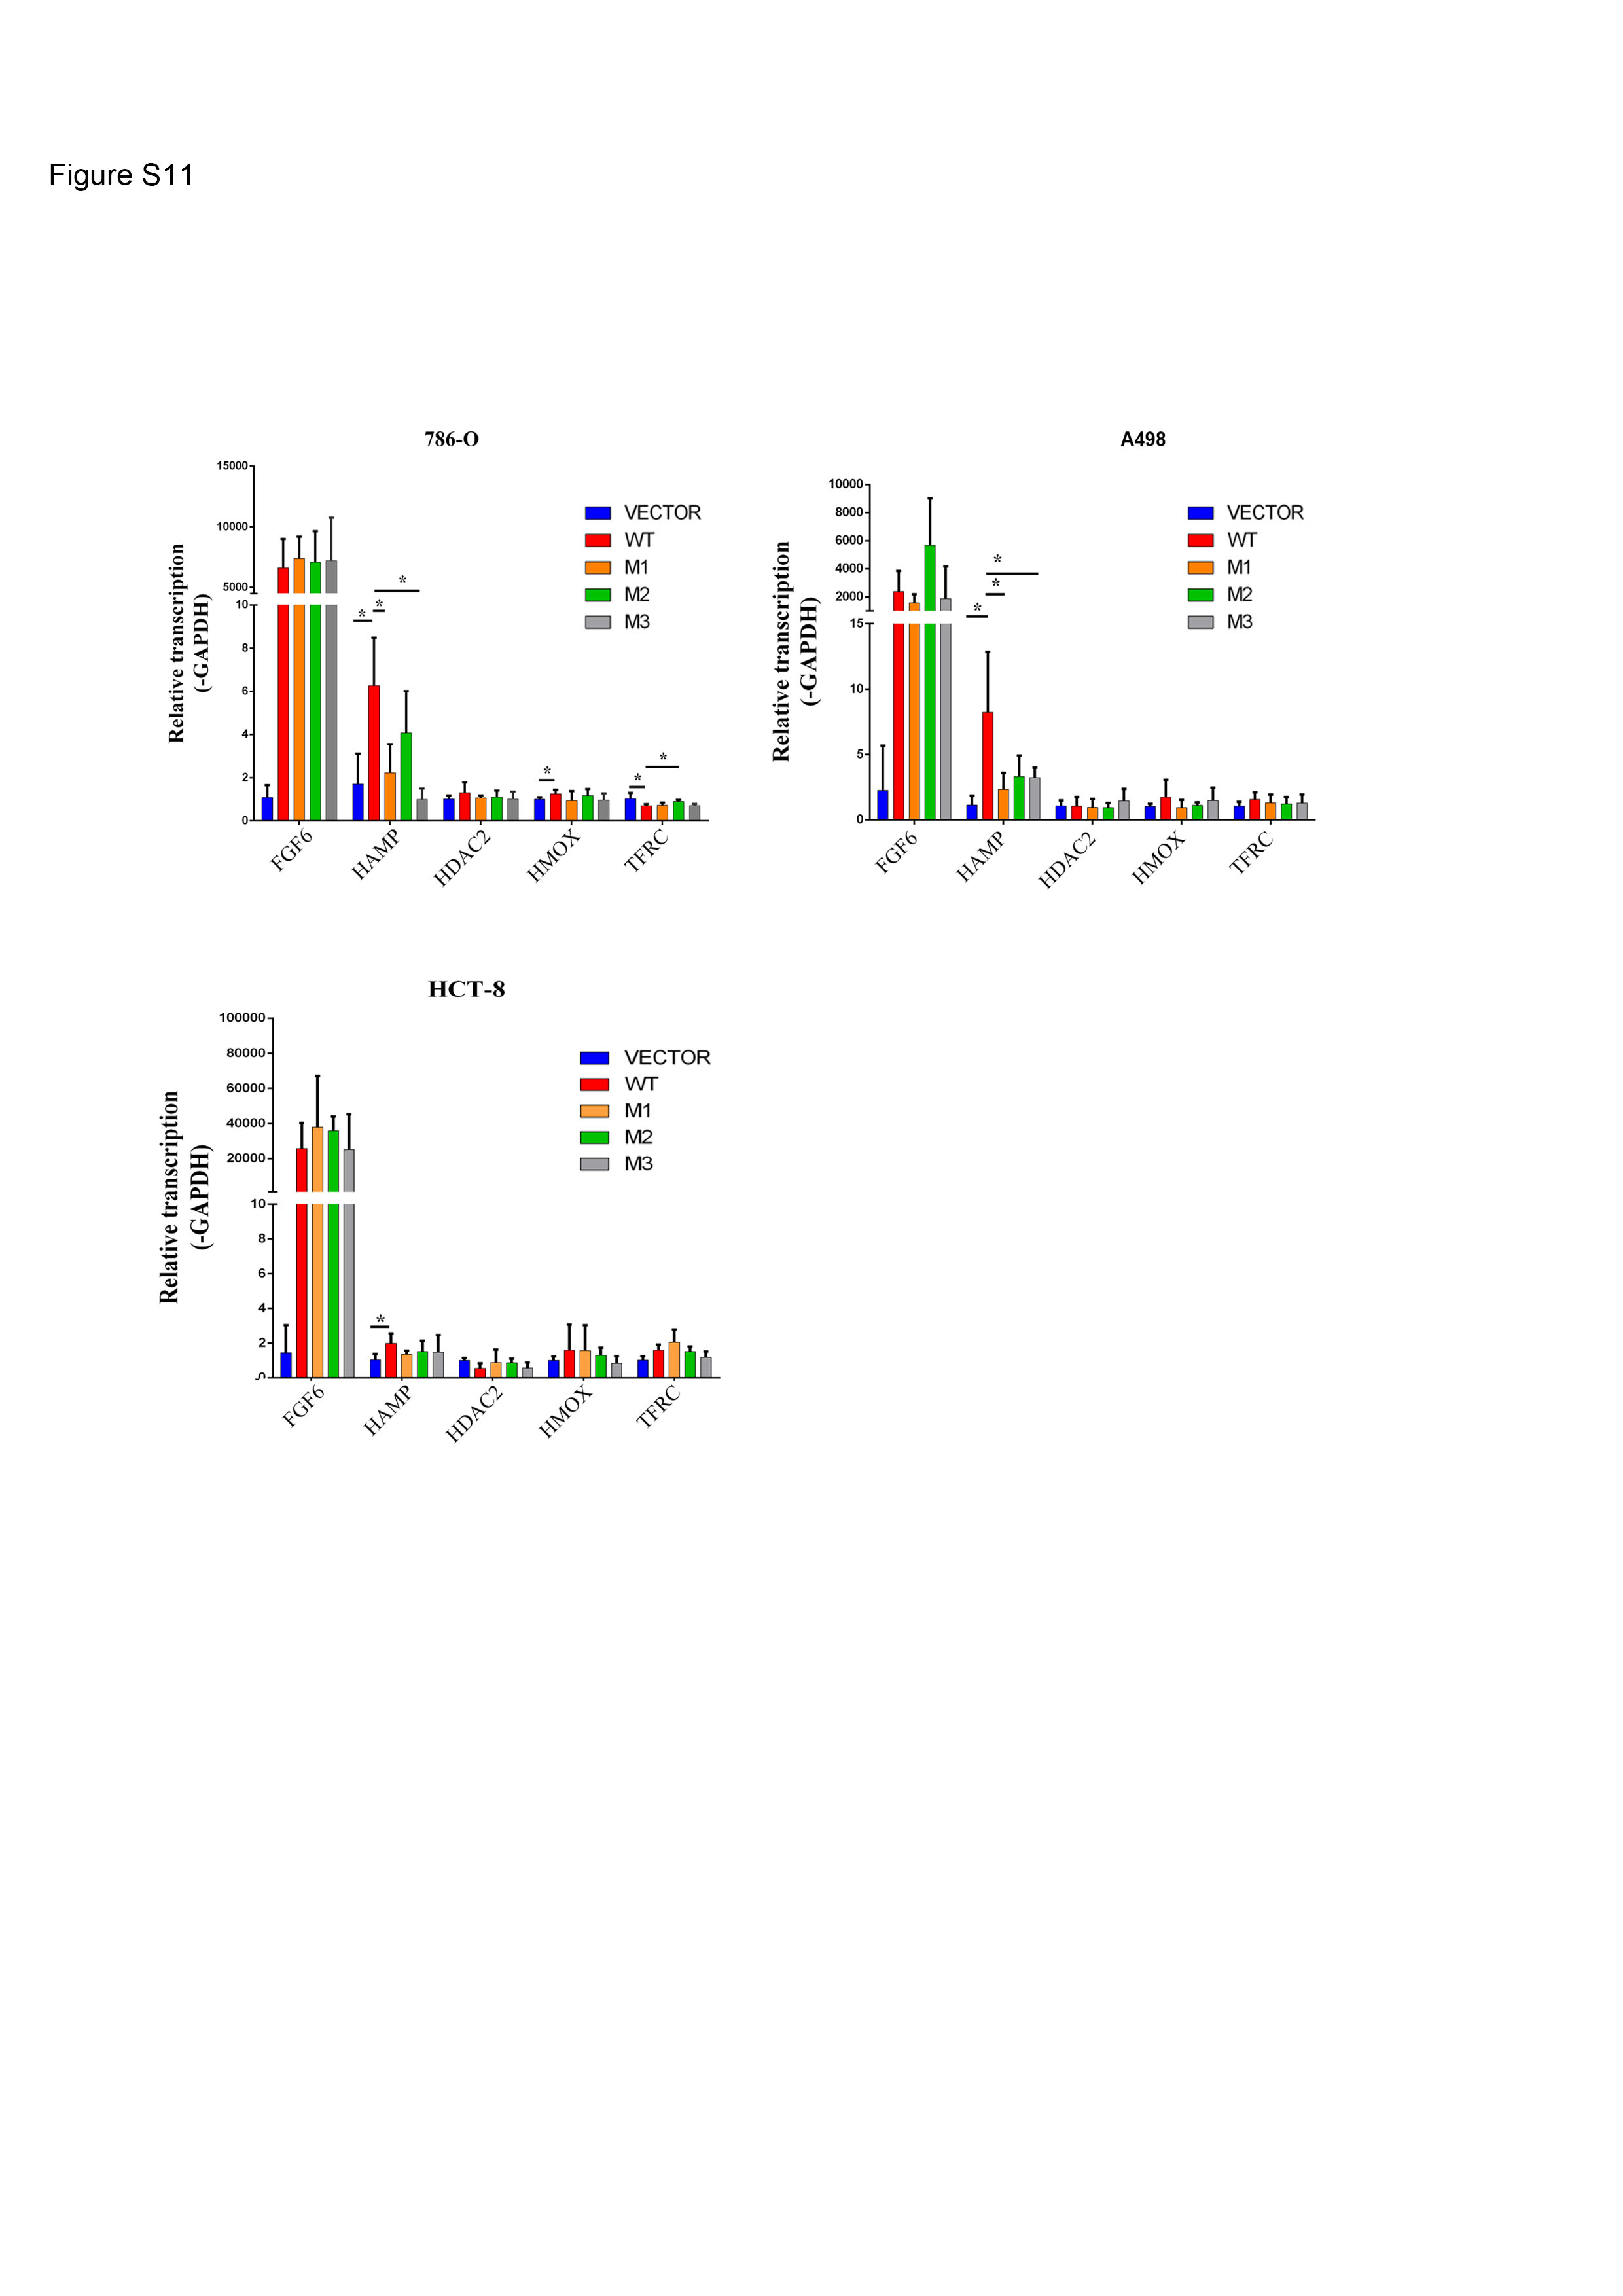 Figure S11
786-O
Relative transcription
(-GAPDH)
15000
10000
5000
10
8
6
4
2
0
* * *
*
* *
VECTOR
WT
M1
M2
M3
FGF6 HAMP HDAC2 HMOX TFRC
A498
Relative transcription
(-GAPDH)
10000
8000
6000
4000
2000
15
10
5
0
*
*
*
VECTOR
WT
M1
M2
M3
FGF6 HAMP HDAC2 HMOX TFRC
HCT-8
Relative transcription
(-GAPDH)
100000
80000
60000
40000
20000
10
8
6
4
2
0
*
VECTOR
WT
M1
M2
M3
FGF6 HAMP HDAC2 HMOX TFRC